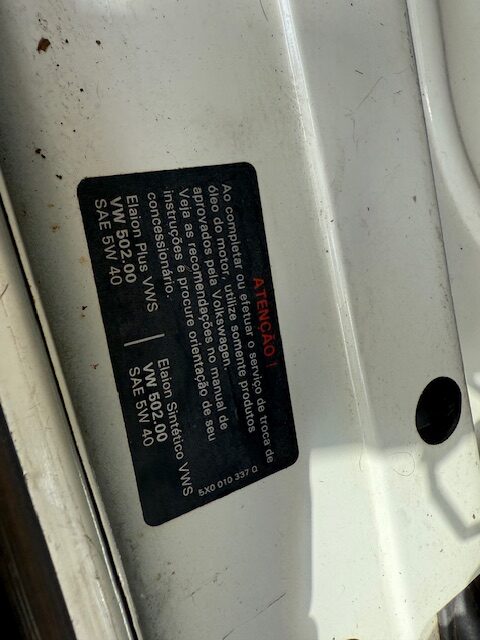 ATENÇÃO !
Ao completar ou efetuar o serviço de troca de
óleo do motor, utilize somente produtos
aprovados pela Volkswagen.
Veja as recomendações no manual de
instruções e procure orientação de seu
concessionário.
Elaion Plus VWS
VW 502.00
SAE 5W 40
Elaion Sintético VWS
VW 502.00
SAE 5W 40
5X0 010 337 Q